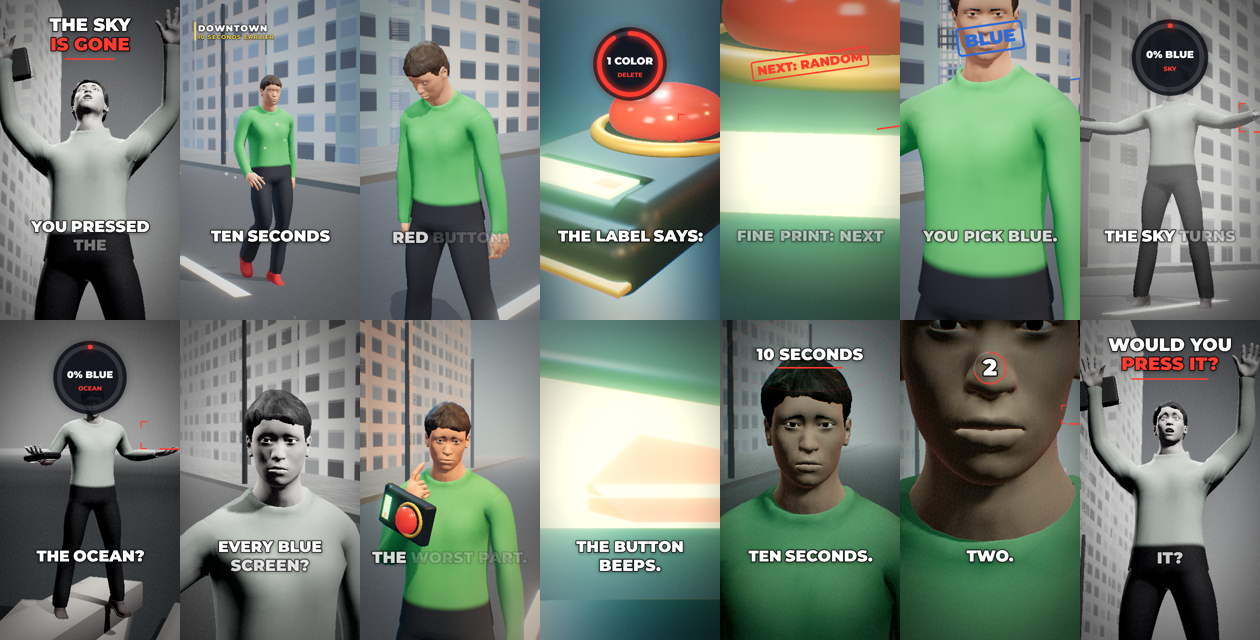 THE SKY
IS GONE
YOU PRESSED
THE
DOWNTOWN
10 SECONDS EARLIER
TEN SECONDS
RED BUTTON.
1 COLOR
DELETE
THE LABEL SAYS:
NEXT: RANDOM
FINE PRINT: NEXT
BLUE
YOU PICK BLUE.
0% BLUE
SKY
THE SKY TURNS
0% BLUE
OCEAN
THE OCEAN?
EVERY BLUE
SCREEN?
THE WORST PART.
THE BUTTON
BEEPS.
10 SECONDS
TEN SECONDS.
2
TWO.
WOULD YOU
PRESS IT?
IT?